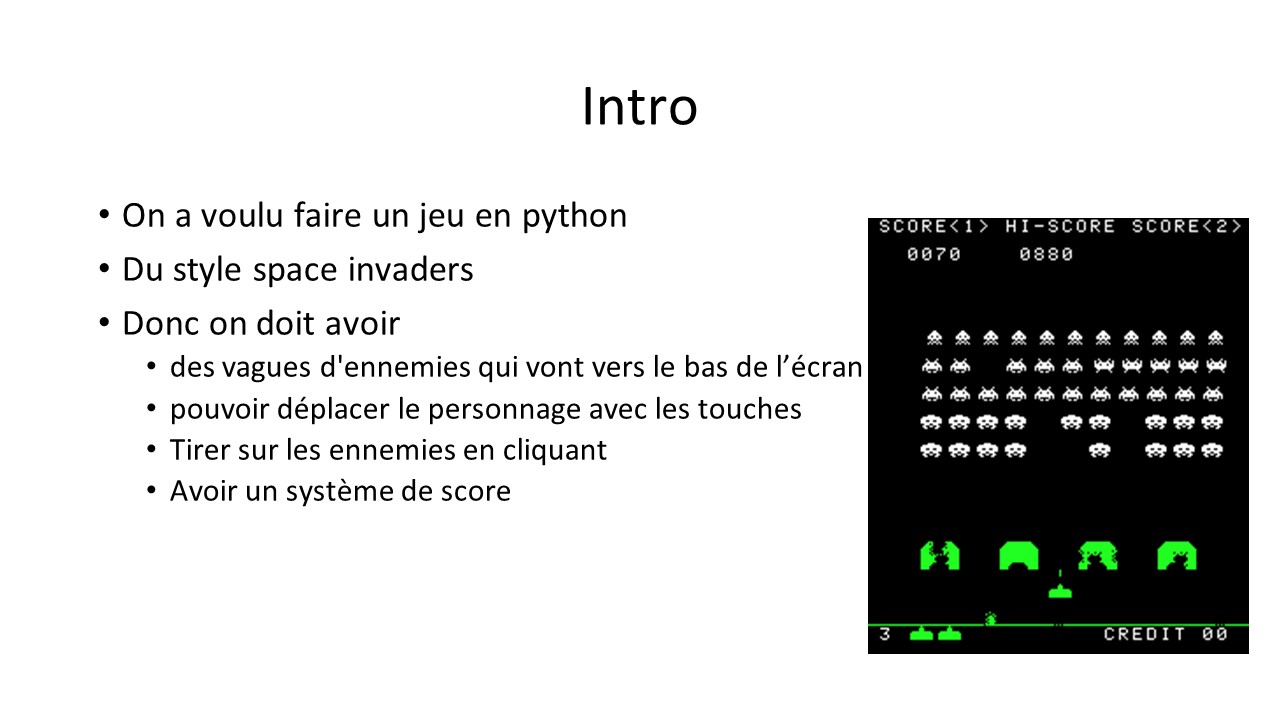 Intro
• On a voulu faire un jeu en python
• Du style space invaders
• Donc on doit avoir
• des vagues d'ennemies qui vont vers le bas de l’écran
• pouvoir déplacer le personnage avec les touches
• Tirer sur les ennemies en cliquant
• Avoir un système de score
SCORE<1> HI-SCORE SCORE<2>
0070 0880
3 CREDIT 00